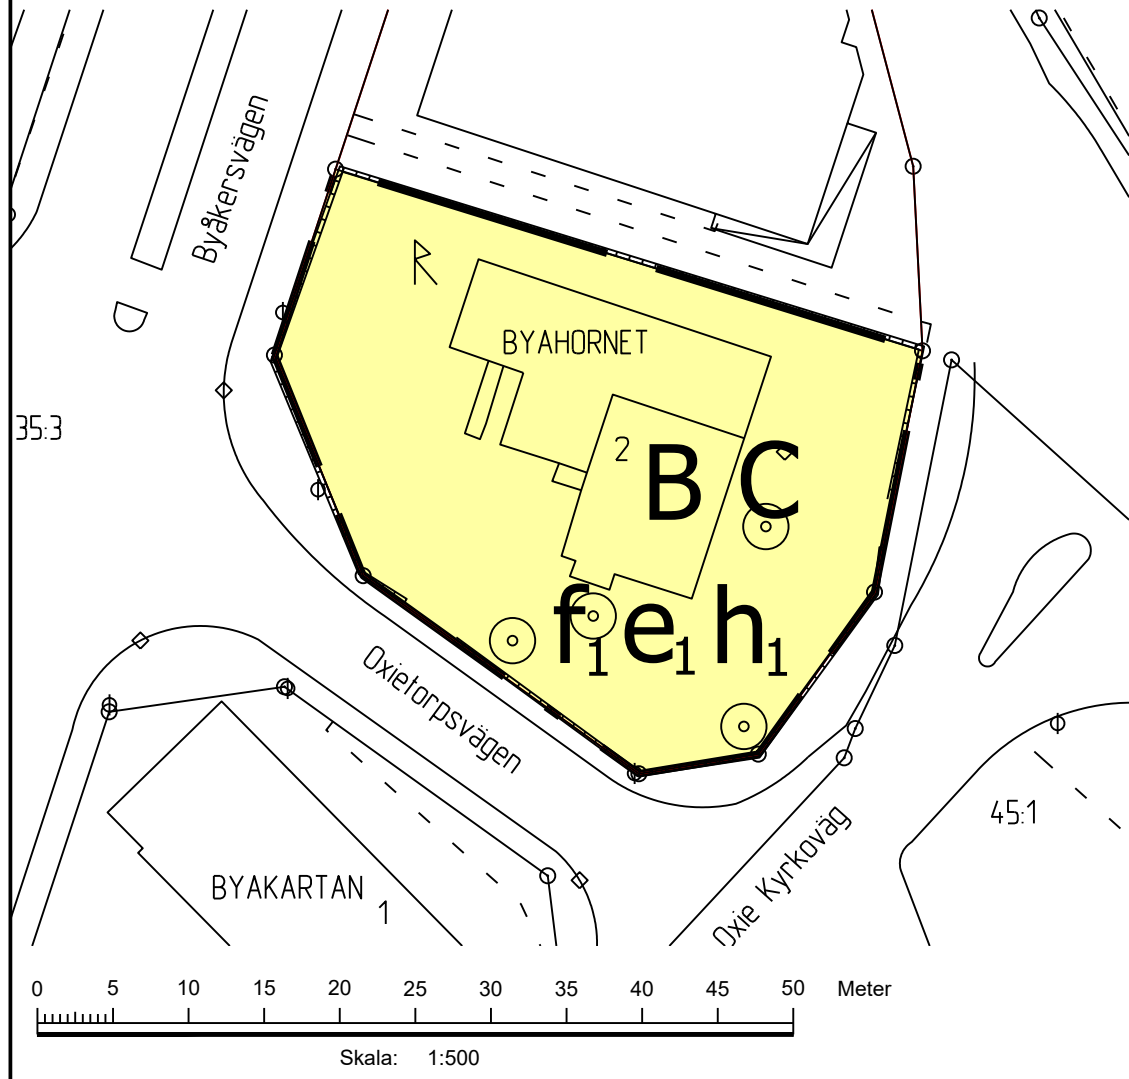 Byåkersvägen
R
BYAHORNET
35:3
2
B C
f1 e1 h1
Oxietorpsvägen
45:1
Oxie Kyrkoväg
BYAKARTAN
1
0 5 10 15 20 25 30 35 40 45 50 Meter
Skala: 1:500